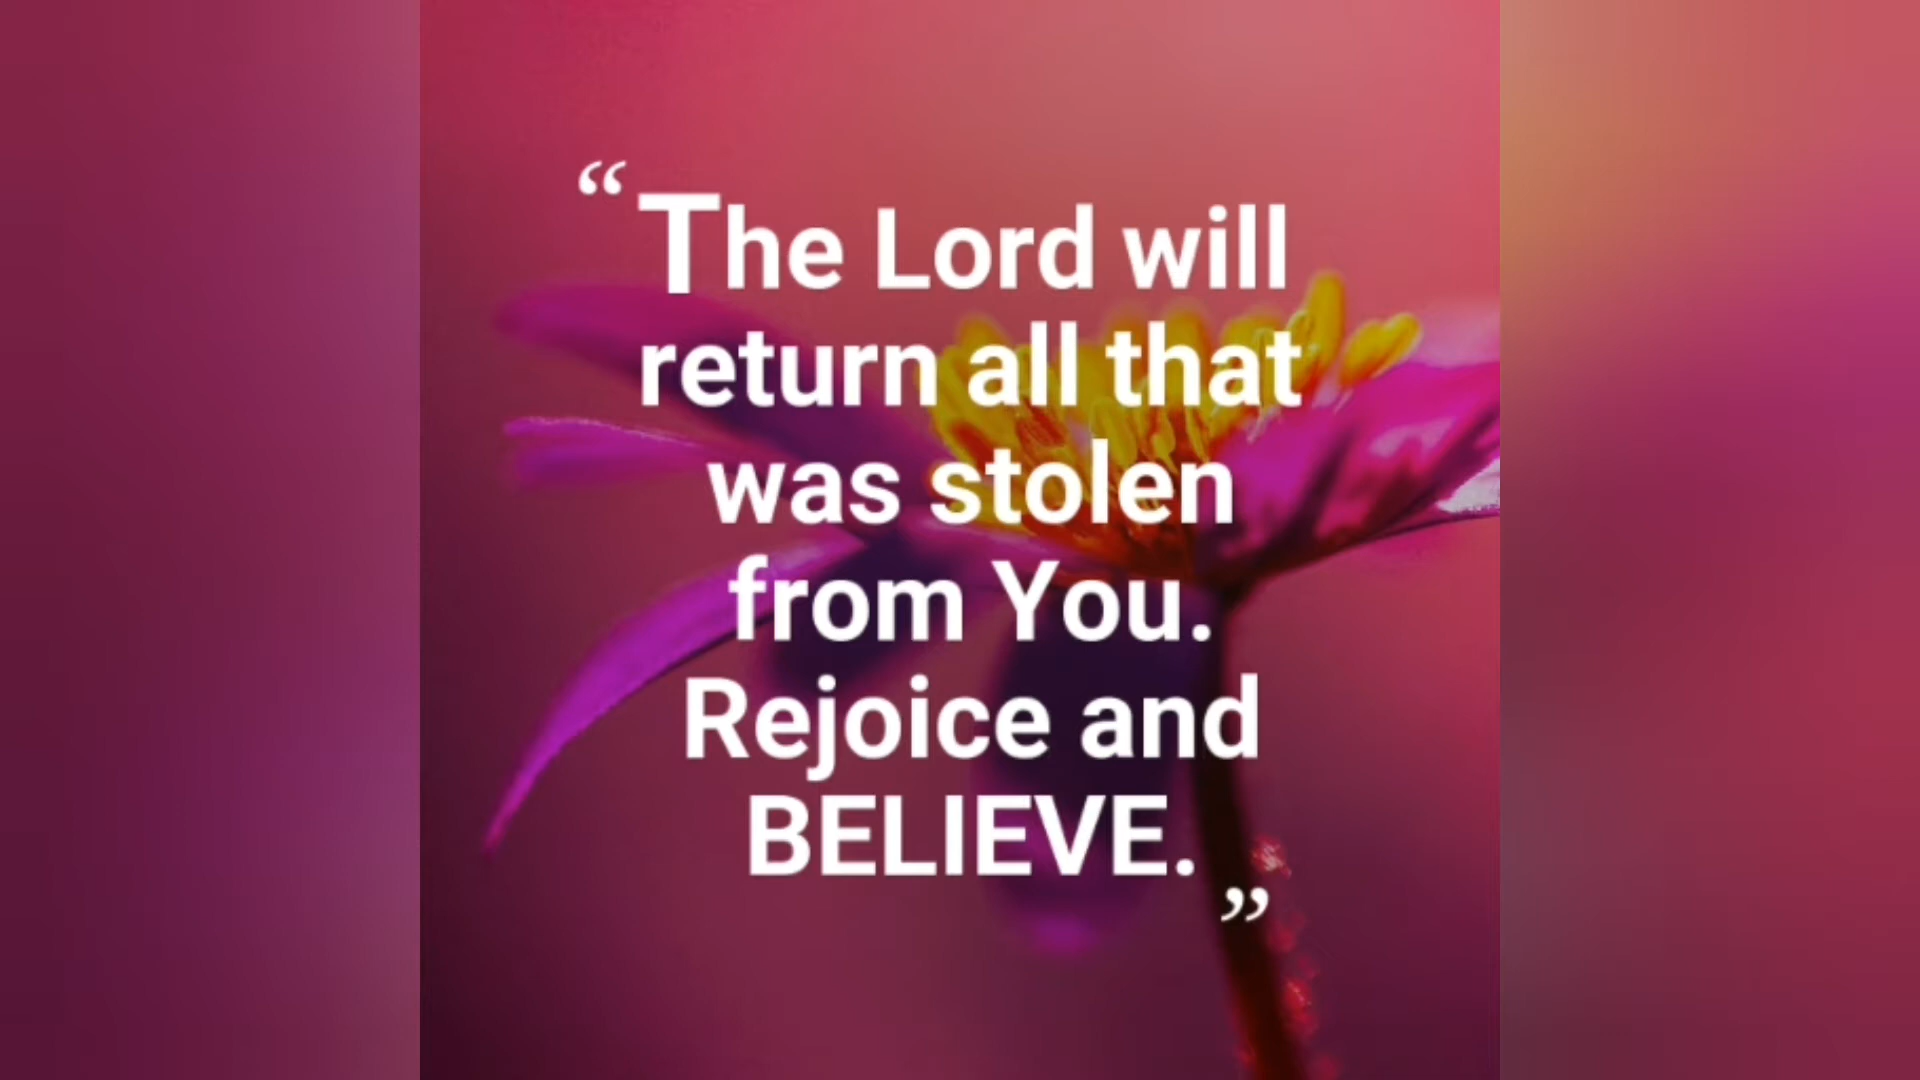 “The Lord will
return all that
was stolen
from You.
Rejoice and
BELIEVE.”